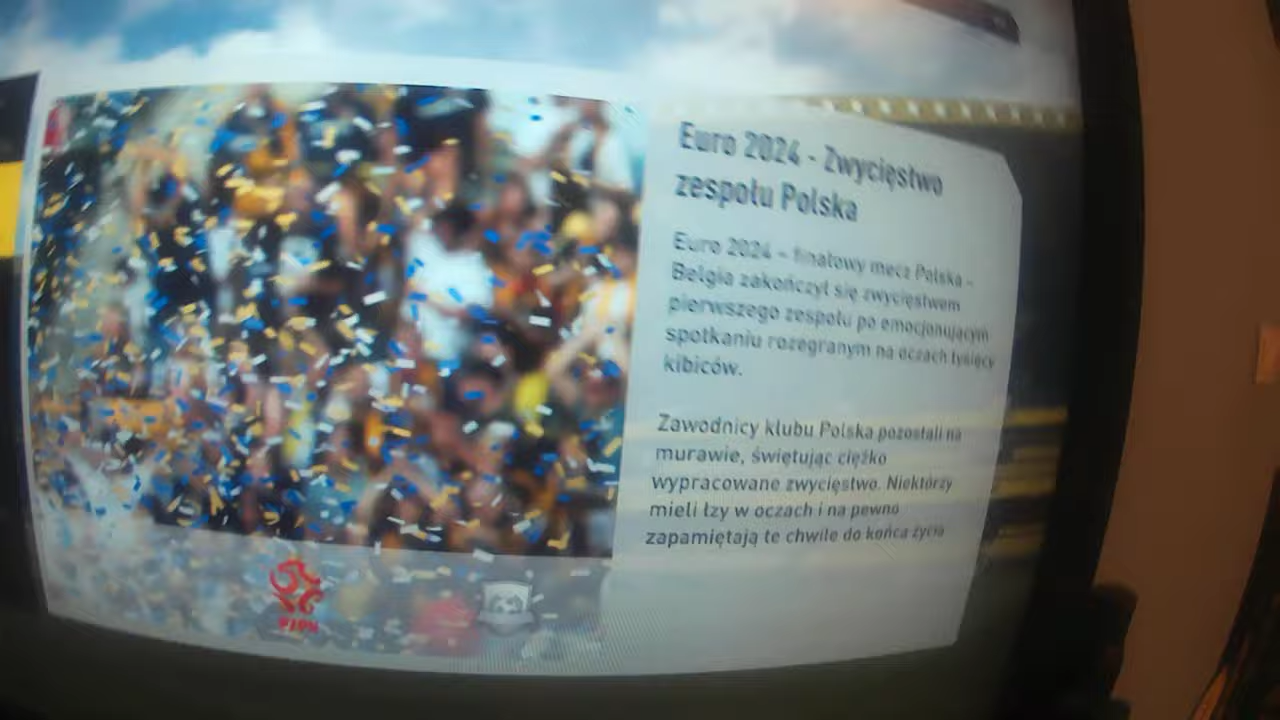 Euro 2024 - Zwycięstwo
zespołu Polska
Euro 2024 - finałowy mecz Polska -
Belgia zakończył się zwycięstwem
pierwszego zespołu po emocjonującym
spotkaniu rozegranym na oczach tysięcy
kibiców.
Zawodnicy klubu Polska pozostali na
murawie, świętując ciężko
wypracowane zwycięstwo. Niektórzy
mieli łzy w oczach i na pewno
zapamiętają te chwile do końca życia
PZPN